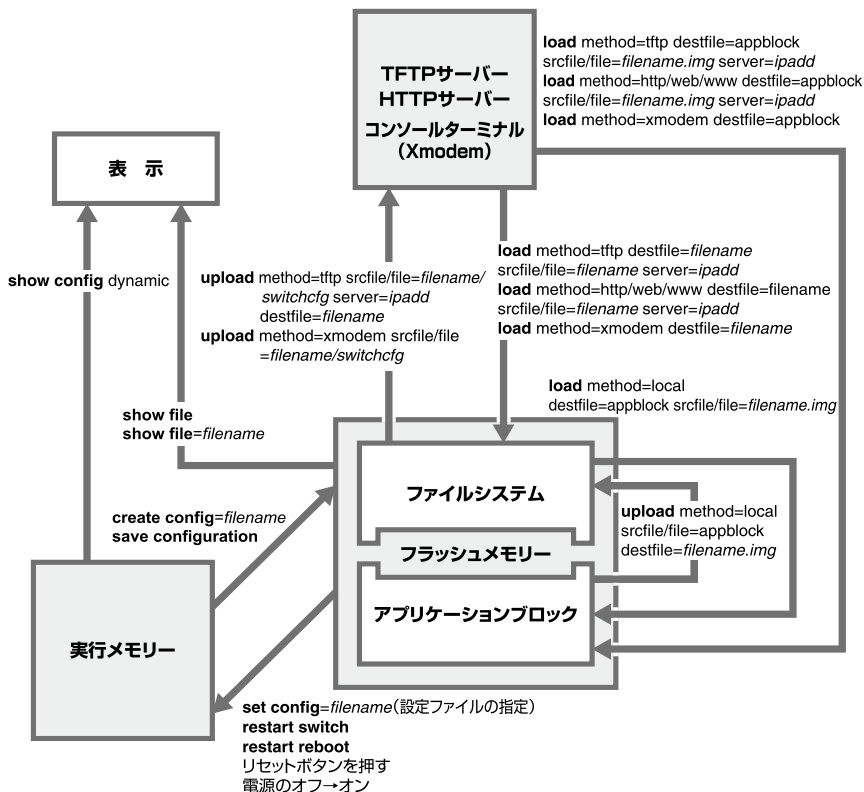 TFTPサーバー
HTTPサーバー
コンソールターミナル
(Xmodem)
load method=tftp destfile=appblock
srcfile/file=filename.img server=ipadd
load method=http/web/www destfile=appblock
srcfile/file=filename.img server=ipadd
load method=xmodem destfile=appblock
表 示
show config dynamic
upload method=tftp srcfile/file=filename/
switchcfg server=ipadd
destfile=filename
upload method=xmodem srcfile/file
=filename/switchcfg
load method=tftp destfile=filename
srcfile/file=filename server=ipadd
load method=http/web/www destfile=filename
srcfile/file=filename server=ipadd
load method=xmodem destfile=filename
load method=local
destfile=appblock srcfile/file=filename.img
show file
show file=filename
ファイルシステム
create config=filename
save configuration
upload method=local
srcfile/file=appblock
destfile=filename.img
フラッシュメモリー
アプリケーションブロック
実行メモリー
set config=filename(設定ファイルの指定)
restart switch
restart reboot
リセットボタンを押す
電源のオフ→オン